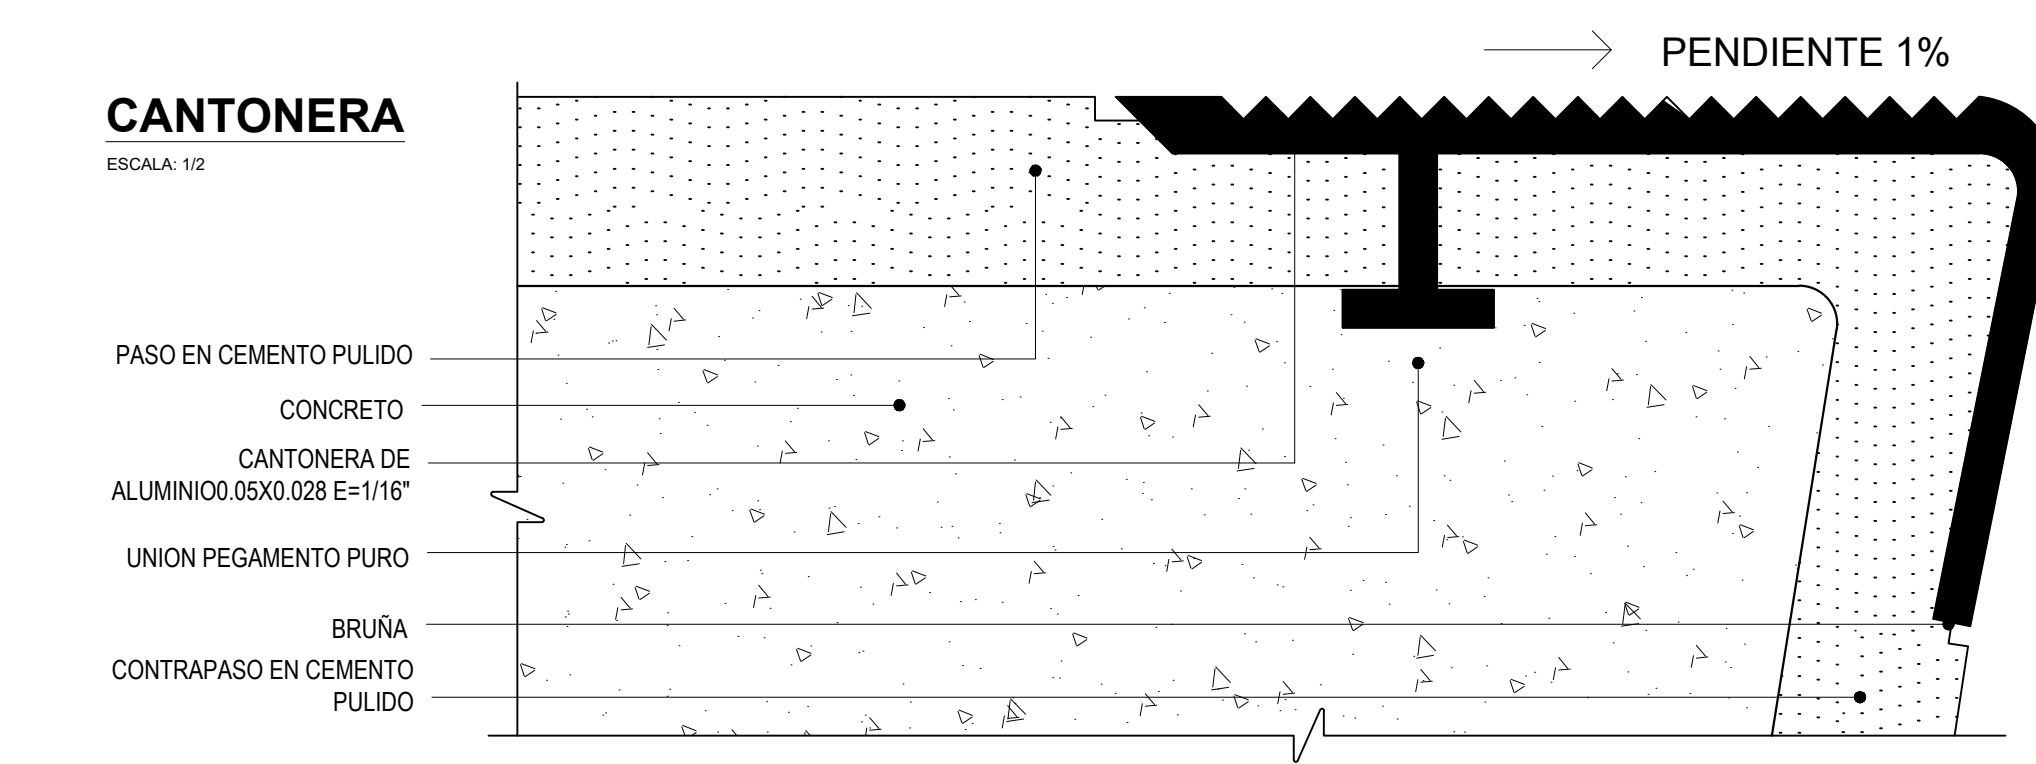 PENDIENTE 1%
CANTONERA
ESCALA: 1/2
PASO EN CEMENTO PULIDO
CONCRETO
CANTONERA DE
ALUMINIO0.05X0.028 E=1/16"
UNION PEGAMENTO PURO
BRUÑA
CONTRAPASO EN CEMENTO
PULIDO